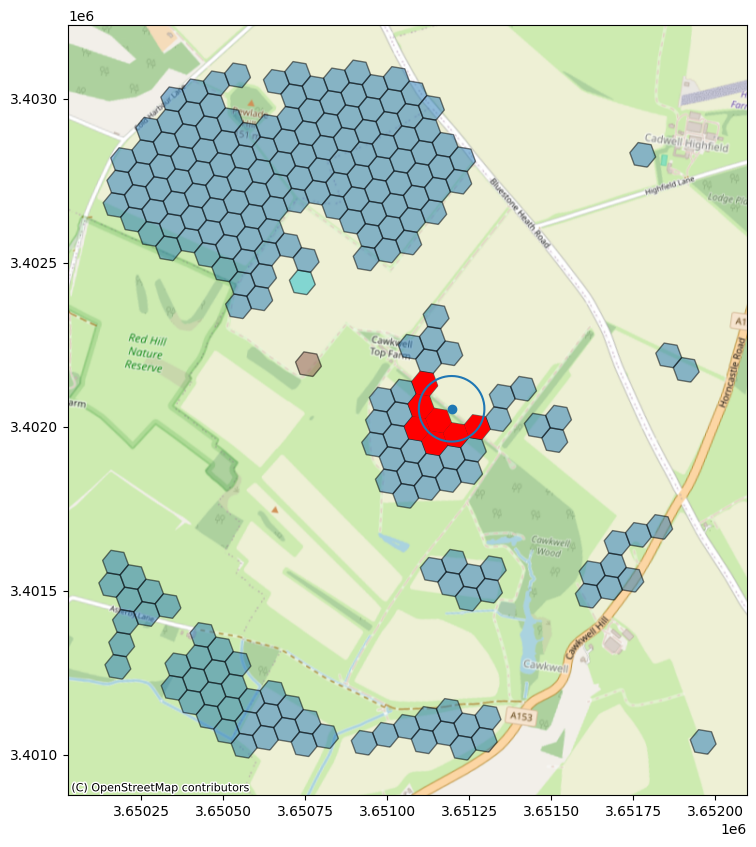 1e6
3.4030
3.4025
3.4020
3.4015
3.4010
Cadwell Highfield
Highfield Lane
Bluestone Heath Road
Horncastle Road
Red Hill
Nature
Reserve
Cawkwell
Top Farm
arm
Cawkwell
Wood
Cawkwell Hill
Cawkwell
A153
(C) OpenStreetMap contributors
3.65025
3.65050
3.65075
3.65100
3.65125
3.65150
3.65175
3.65200
1e6